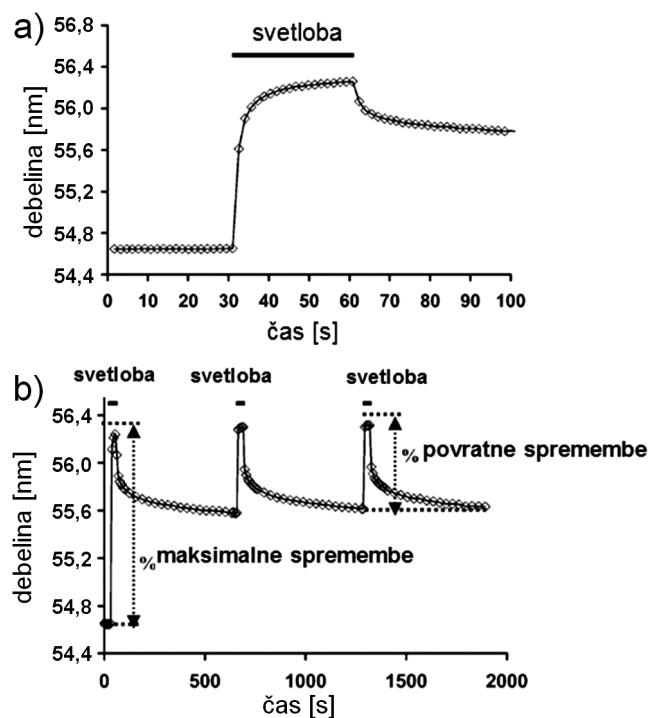 a)
svetloba
debelina [nm]
56,8
56,4
56,0
55,6
55,2
54,8
54,4
0 10 20 30 40 50 60 70 80 90 100
čas [s]
b)
svetloba svetloba svetloba
debelina [nm]
56,4
56,0
55,6
55,2
54,8
54,4
% povratne spremembe
% maksimalne spremembe
0 500 1000 1500 2000
čas [s]